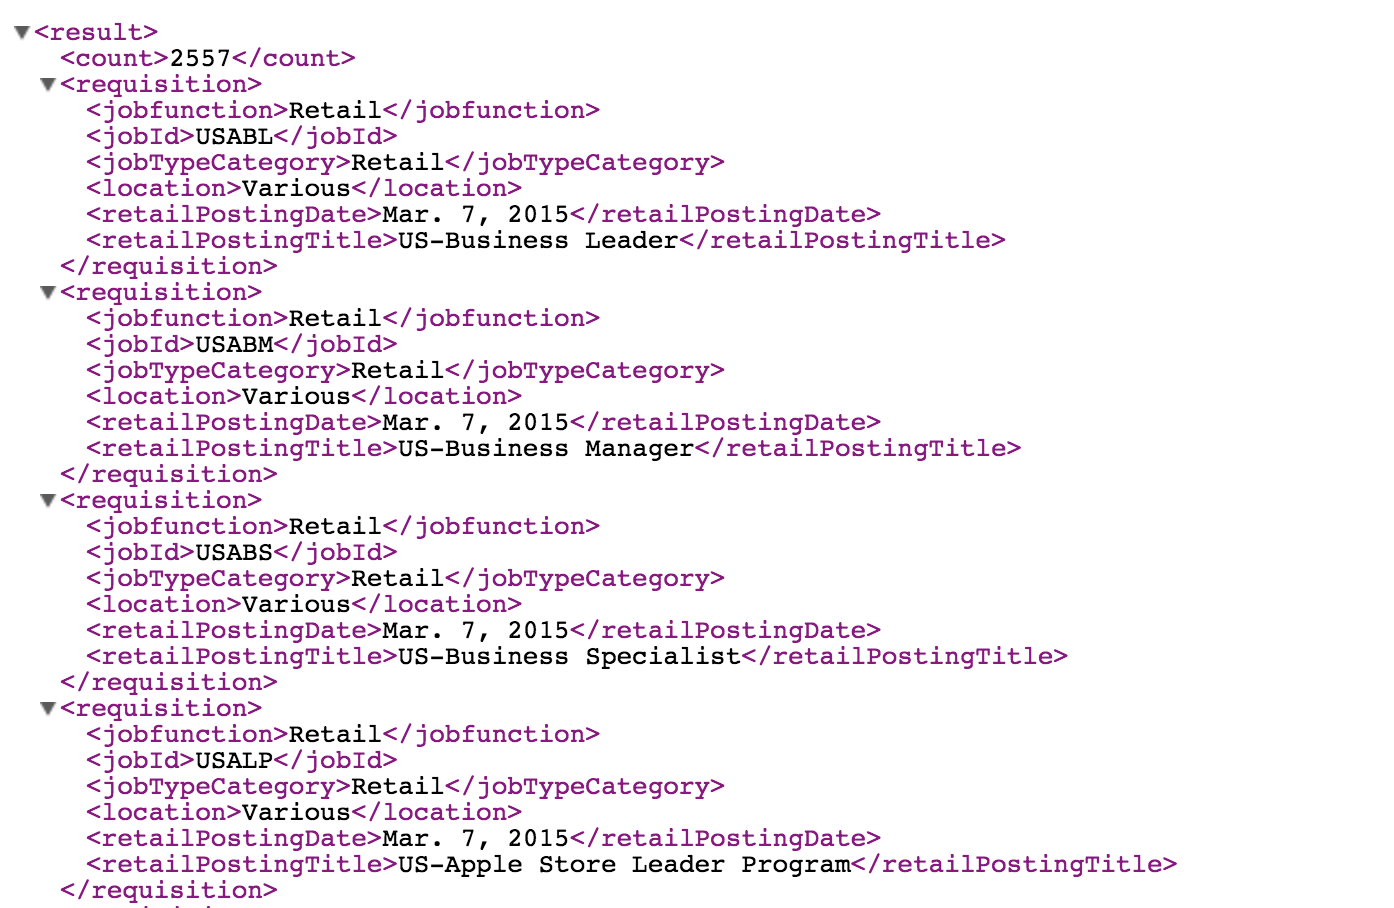 <result>
<count>2557</count>
<requisition>
<jobfunction>Retail</jobfunction>
<jobId>USABL</jobId>
<jobTypeCategory>Retail</jobTypeCategory>
<location>Various</location>
<retailPostingDate>Mar. 7, 2015</retailPostingDate>
<retailPostingTitle>US-Business Leader</retailPostingTitle>
</requisition>
<requisition>
<jobfunction>Retail</jobfunction>
<jobId>USABM</jobId>
<jobTypeCategory>Retail</jobTypeCategory>
<location>Various</location>
<retailPostingDate>Mar. 7, 2015</retailPostingDate>
<retailPostingTitle>US-Business Manager</retailPostingTitle>
</requisition>
<requisition>
<jobfunction>Retail</jobfunction>
<jobId>USABS</jobId>
<jobTypeCategory>Retail</jobTypeCategory>
<location>Various</location>
<retailPostingDate>Mar. 7, 2015</retailPostingDate>
<retailPostingTitle>US-Business Specialist</retailPostingTitle>
</requisition>
<requisition>
<jobfunction>Retail</jobfunction>
<jobId>USALP</jobId>
<jobTypeCategory>Retail</jobTypeCategory>
<location>Various</location>
<retailPostingDate>Mar. 7, 2015</retailPostingDate>
<retailPostingTitle>US-Apple Store Leader Program</retailPostingTitle>
</requisition>